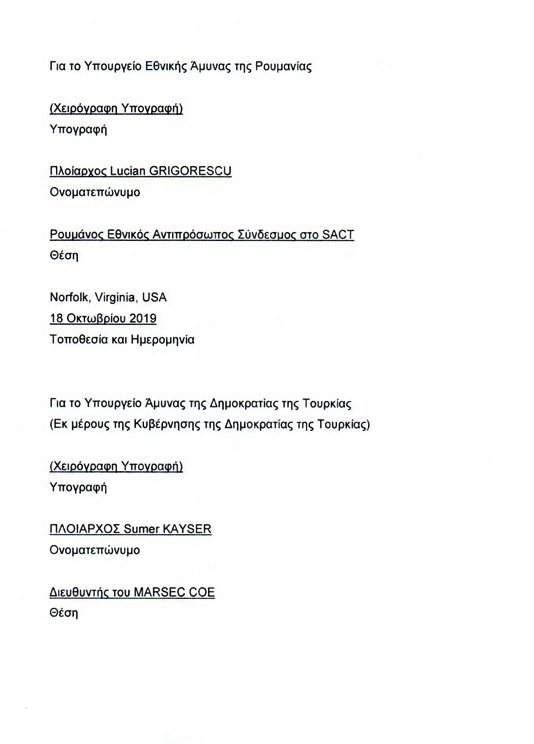 Για το Υπουργείο Εθνικής Άμυνας της Ρουμανίας
(Χειρόγραφη Υπογραφή)
Υπογραφή
Πλοίαρχος Lucian GRIGORESCU
Ονοματεπώνυμο
Ρουμάνος Εθνικός Αντιπρόσωπος Σύνδεσμος στο SACT
Θέση
Norfolk, Virginia, USA
18 Οκτωβρίου 2019
Τοποθεσία και Ημερομηνία
Για το Υπουργείο Άμυνας της Δημοκρατίας της Τουρκίας
(Εκ μέρους της Κυβέρνησης της Δημοκρατίας της Τουρκίας)
(Χειρόγραφη Υπογραφή)
Υπογραφή
ΠΛΟΙΑΡΧΟΣ Sumer KAYSER
Ονοματεπώνυμο
Διευθυντής του MARSEC COE
Θέση